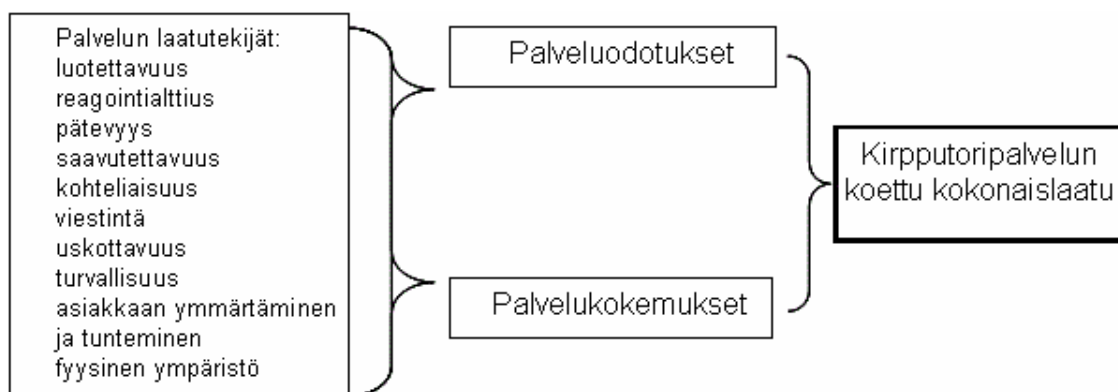 Palvelun laatutekijät:
luotettavuus
reagointialttius
pätevyys
saavutettavuus
kohteliaisuus
viestintä
uskottavuus
turvallisuus
asiakkaan ymmärtäminen
ja tunteminen
fyysinen ympäristö
Palveluodotukset
Palvelukokemukset
Kirpputoripalvelun
koettu kokonaislaatu